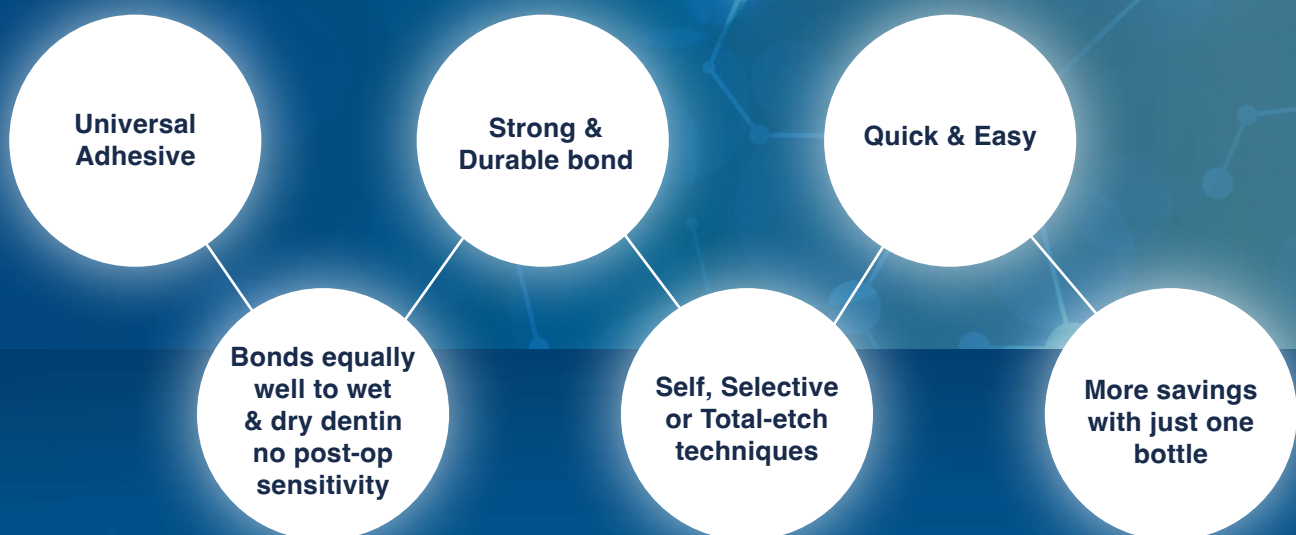 Universal
Adhesive
Bonds equally
well to wet
& dry dentin
no post-op
sensitivity
Strong &
Durable bond
Self, Selective
or Total-etch
techniques
Quick & Easy
More savings
with just one
bottle